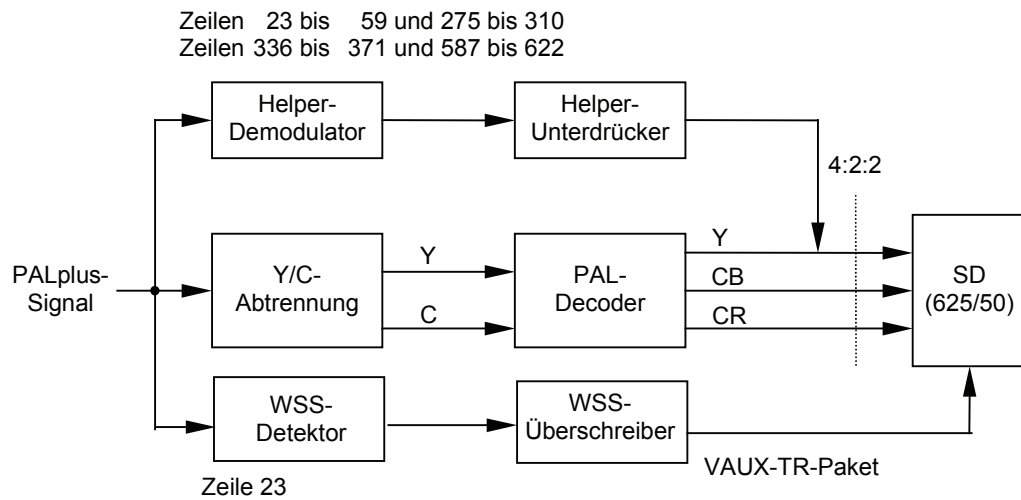 Zeilen 23 bis 59 und 275 bis 310
Zeilen 336 bis 371 und 587 bis 622
Helper-
Demodulator
Helper-
Unterdrücker
4:2:2
PALplus-
Signal
Y/C-
Abtrennung
Y
C
PAL-
Decoder
Y
CB
CR
SD
(625/50)
WSS-
Detektor
WSS-
Überschreiber
VAUX-TR-Paket
Zeile 23